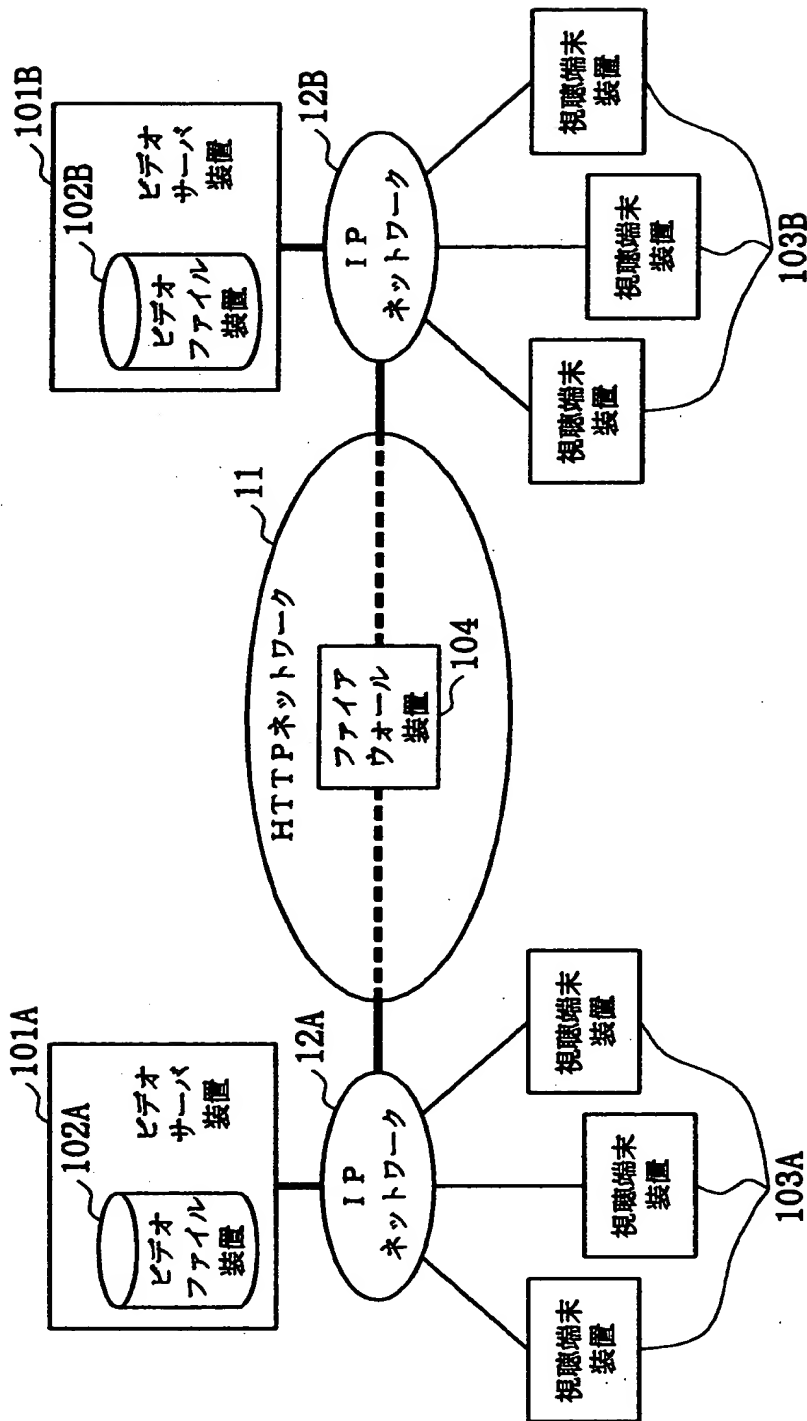 101A
102A
ビデオ
ファイル
装置
ビデオ
サーバ
装置
12A
IP
ネットワーク
視聴端末
装置
視聴端末
装置
視聴端末
装置
103A
11
HTTPネットワーク
ファイア
ウォール
装置
104
101B
102B
ビデオ
ファイル
装置
ビデオ
サーバ
装置
12B
IP
ネットワーク
視聴端末
装置
視聴端末
装置
視聴端末
装置
103B